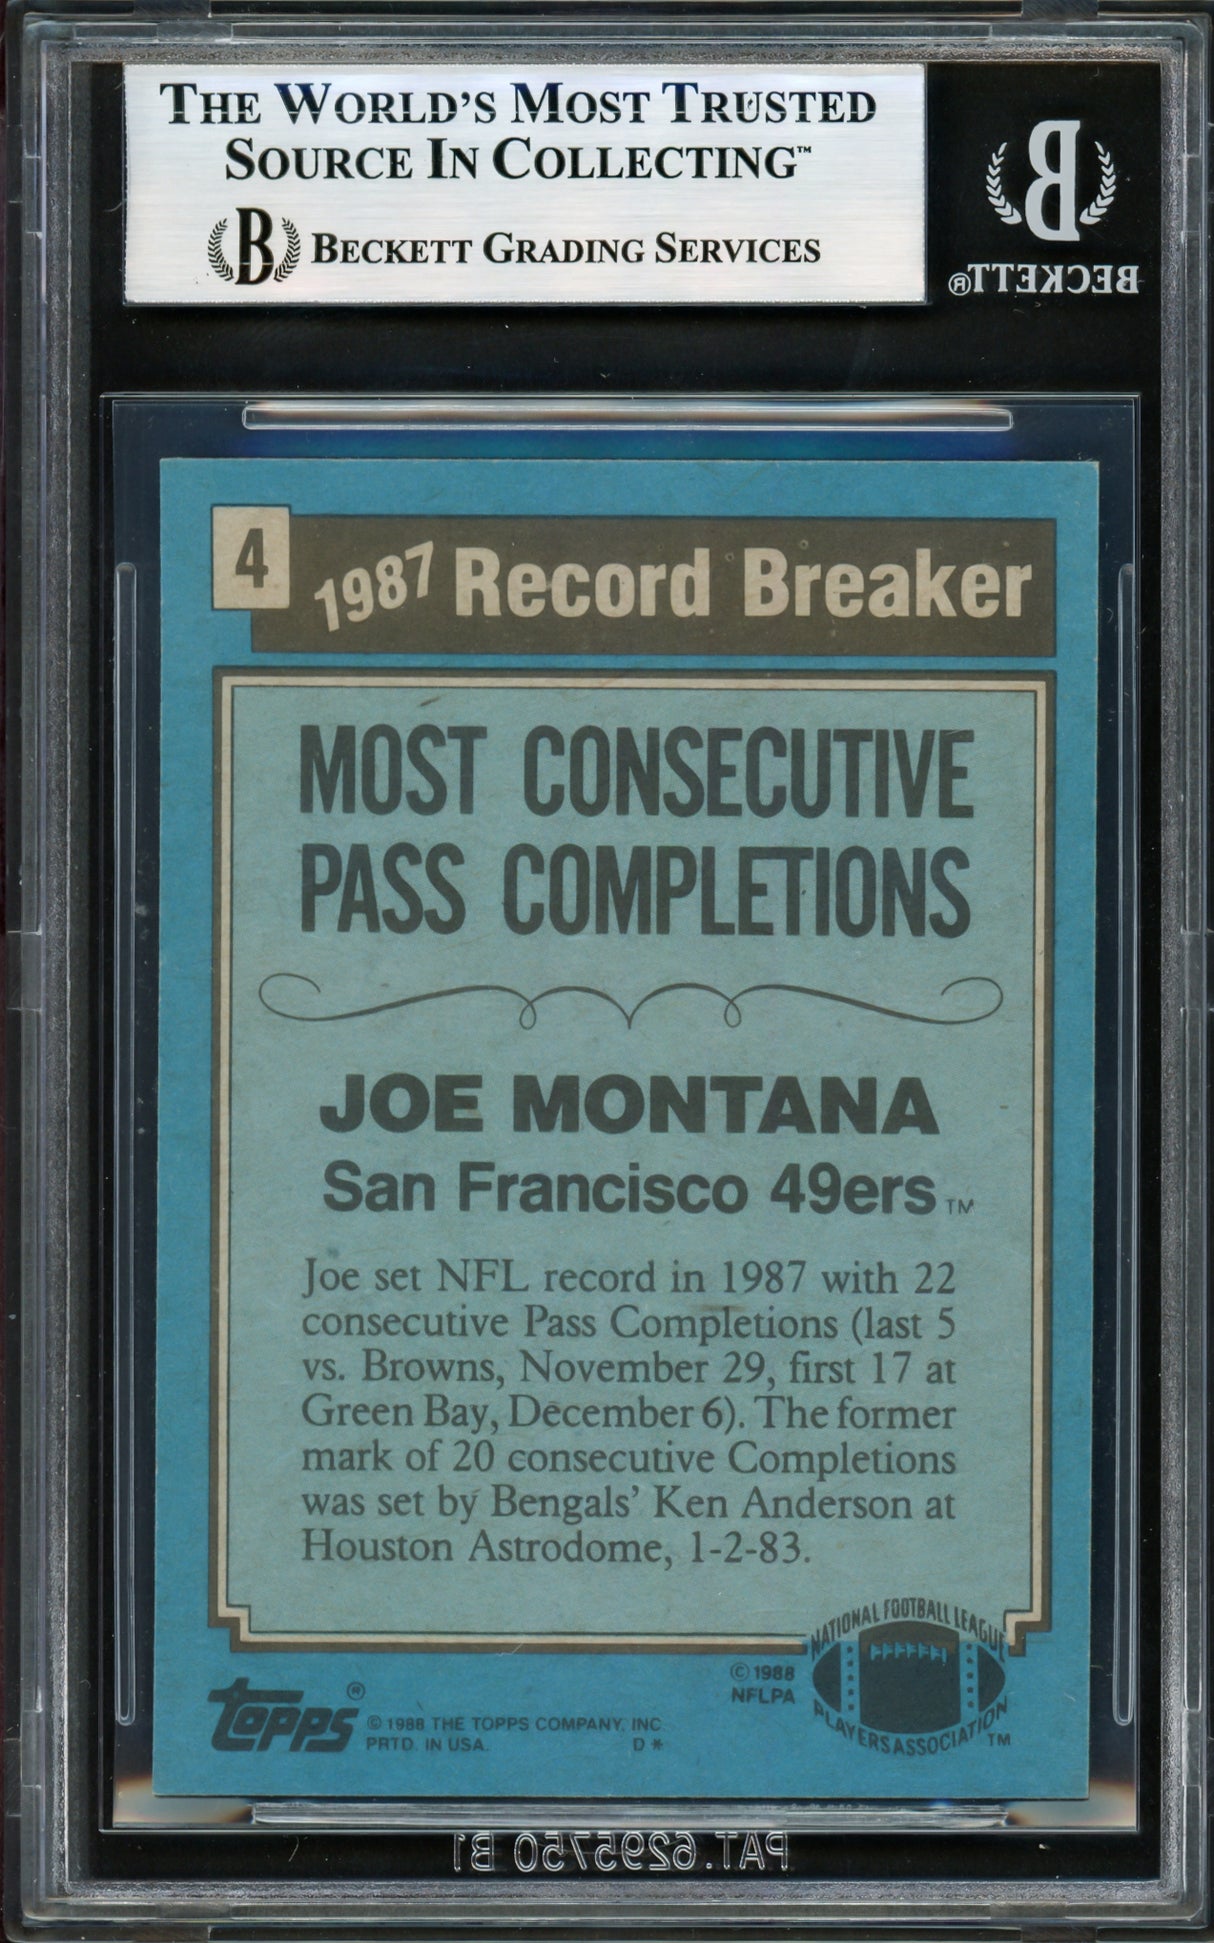 THE WORLD'S MOST TRUSTED
SOURCE IN COLLECTING™
B BECKETT GRADING SERVICES
B
BECKETT®
4
1987 Record Breaker
MOST CONSECUTIVE
PASS COMPLETIONS
JOE MONTANA
San Francisco 49ers TM
Joe set NFL record in 1987 with 22
consecutive Pass Completions (last 5
vs. Browns, November 29, first 17 at
Green Bay, December 6). The former
mark of 20 consecutive Completions
was set by Bengals' Ken Anderson at
Houston Astrodome, 1-2-83.
NATIONAL FOOTBALL LEAGUE
PLAYERS ASSOCIATION TM
© 1988
NFLPA
TOPPS®
© 1988 THE TOPPS COMPANY, INC.
PRTD. IN USA. D*
PAT.6295750 B1